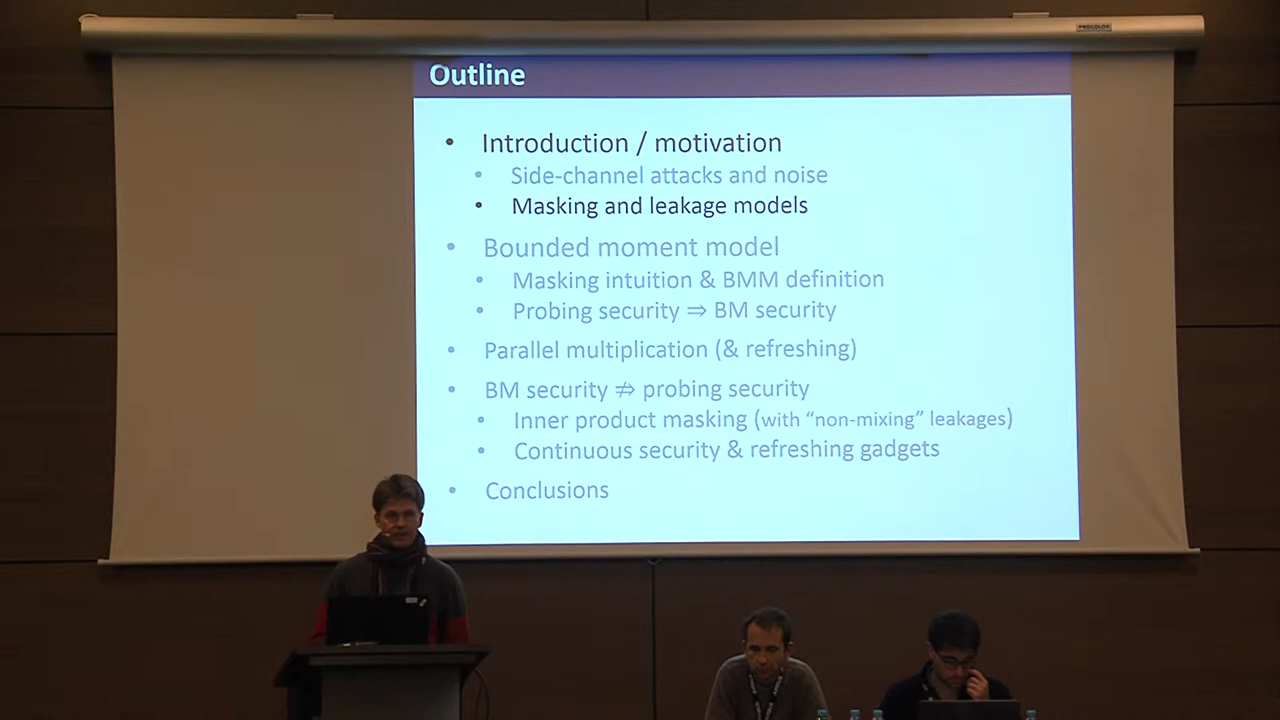 PROCOLOR
Outline
• Introduction / motivation
• Side-channel attacks and noise
• Masking and leakage models
• Bounded moment model
• Masking intuition & BMM definition
• Probing security ⇒ BM security
• Parallel multiplication (& refreshing)
• BM security ⇏ probing security
• Inner product masking (with “non-mixing” leakages)
• Continuous security & refreshing gadgets
• Conclusions